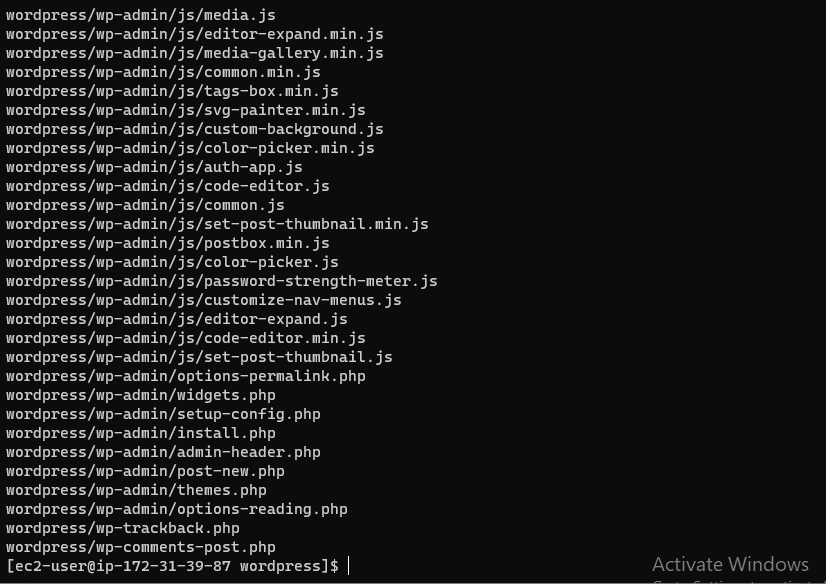 wordpress/wp-admin/js/media.js
wordpress/wp-admin/js/editor-expand.min.js
wordpress/wp-admin/js/media-gallery.min.js
wordpress/wp-admin/js/common.min.js
wordpress/wp-admin/js/tags-box.min.js
wordpress/wp-admin/js/svg-painter.min.js
wordpress/wp-admin/js/custom-background.js
wordpress/wp-admin/js/color-picker.min.js
wordpress/wp-admin/js/auth-app.js
wordpress/wp-admin/js/code-editor.js
wordpress/wp-admin/js/common.js
wordpress/wp-admin/js/set-post-thumbnail.min.js
wordpress/wp-admin/js/postbox.min.js
wordpress/wp-admin/js/color-picker.js
wordpress/wp-admin/js/password-strength-meter.js
wordpress/wp-admin/js/customize-nav-menus.js
wordpress/wp-admin/js/editor-expand.js
wordpress/wp-admin/js/code-editor.min.js
wordpress/wp-admin/js/set-post-thumbnail.js
wordpress/wp-admin/options-permalink.php
wordpress/wp-admin/widgets.php
wordpress/wp-admin/setup-config.php
wordpress/wp-admin/install.php
wordpress/wp-admin/admin-header.php
wordpress/wp-admin/post-new.php
wordpress/wp-admin/themes.php
wordpress/wp-admin/options-reading.php
wordpress/wp-trackback.php
wordpress/wp-comments-post.php
[ec2-user@ip-172-31-39-87 wordpress]$
Activate Windows